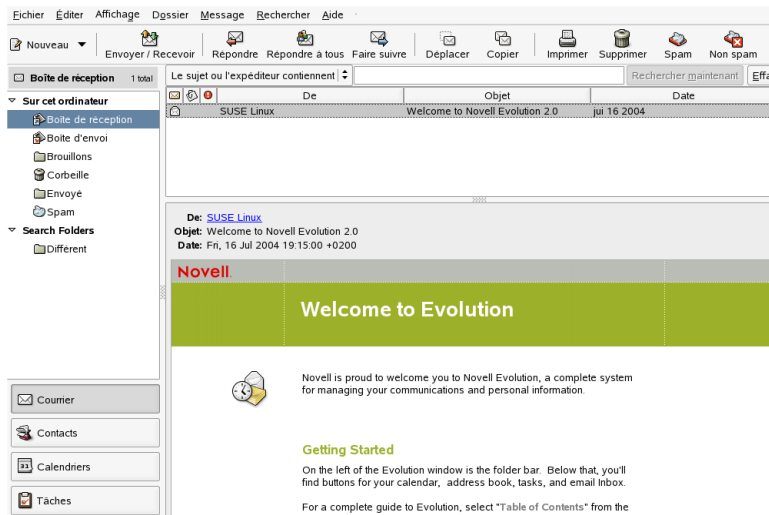 Fichier Éditer Affichage Dossier Message Rechercher Aide
Nouveau Envoyer / Recevoir Répondre Répondre à tous Faire suivre Déplacer Copier Imprimer Supprimer Spam Non spam
Boîte de réception 1 total
Le sujet ou l'expéditeur contiennent Rechercher maintenant Effa
De Objet Date
SUSE Linux Welcome to Novell Evolution 2.0 jui 16 2004
Sur cet ordinateur
Boîte de réception
Boîte d'envoi
Brouillons
Corbeille
Envoyé
Spam
Search Folders
Différent
Courrier
Contacts
31 Calendriers
Tâches
De: SUSE Linux
Objet: Welcome to Novell Evolution 2.0
Date: Fri, 16 Jul 2004 19:15:00 +0200
Novell.
Welcome to Evolution
Novell is proud to welcome you to Novell Evolution, a complete system
for managing your communications and personal information.
Getting Started
On the left of the Evolution window is the folder bar. Below that, you'll
find buttons for your calendar, address book, tasks, and email Inbox.
For a complete guide to Evolution, select "Table of Contents" from the